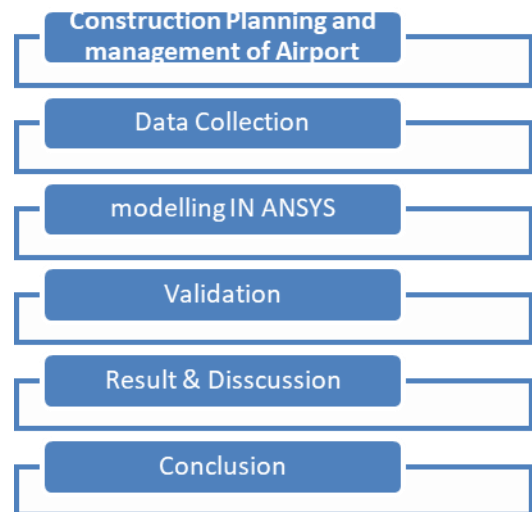 Construction Planning and
management of Airport
Data Collection
modelling IN ANSYS
Validation
Result & Disscussion
Conclusion